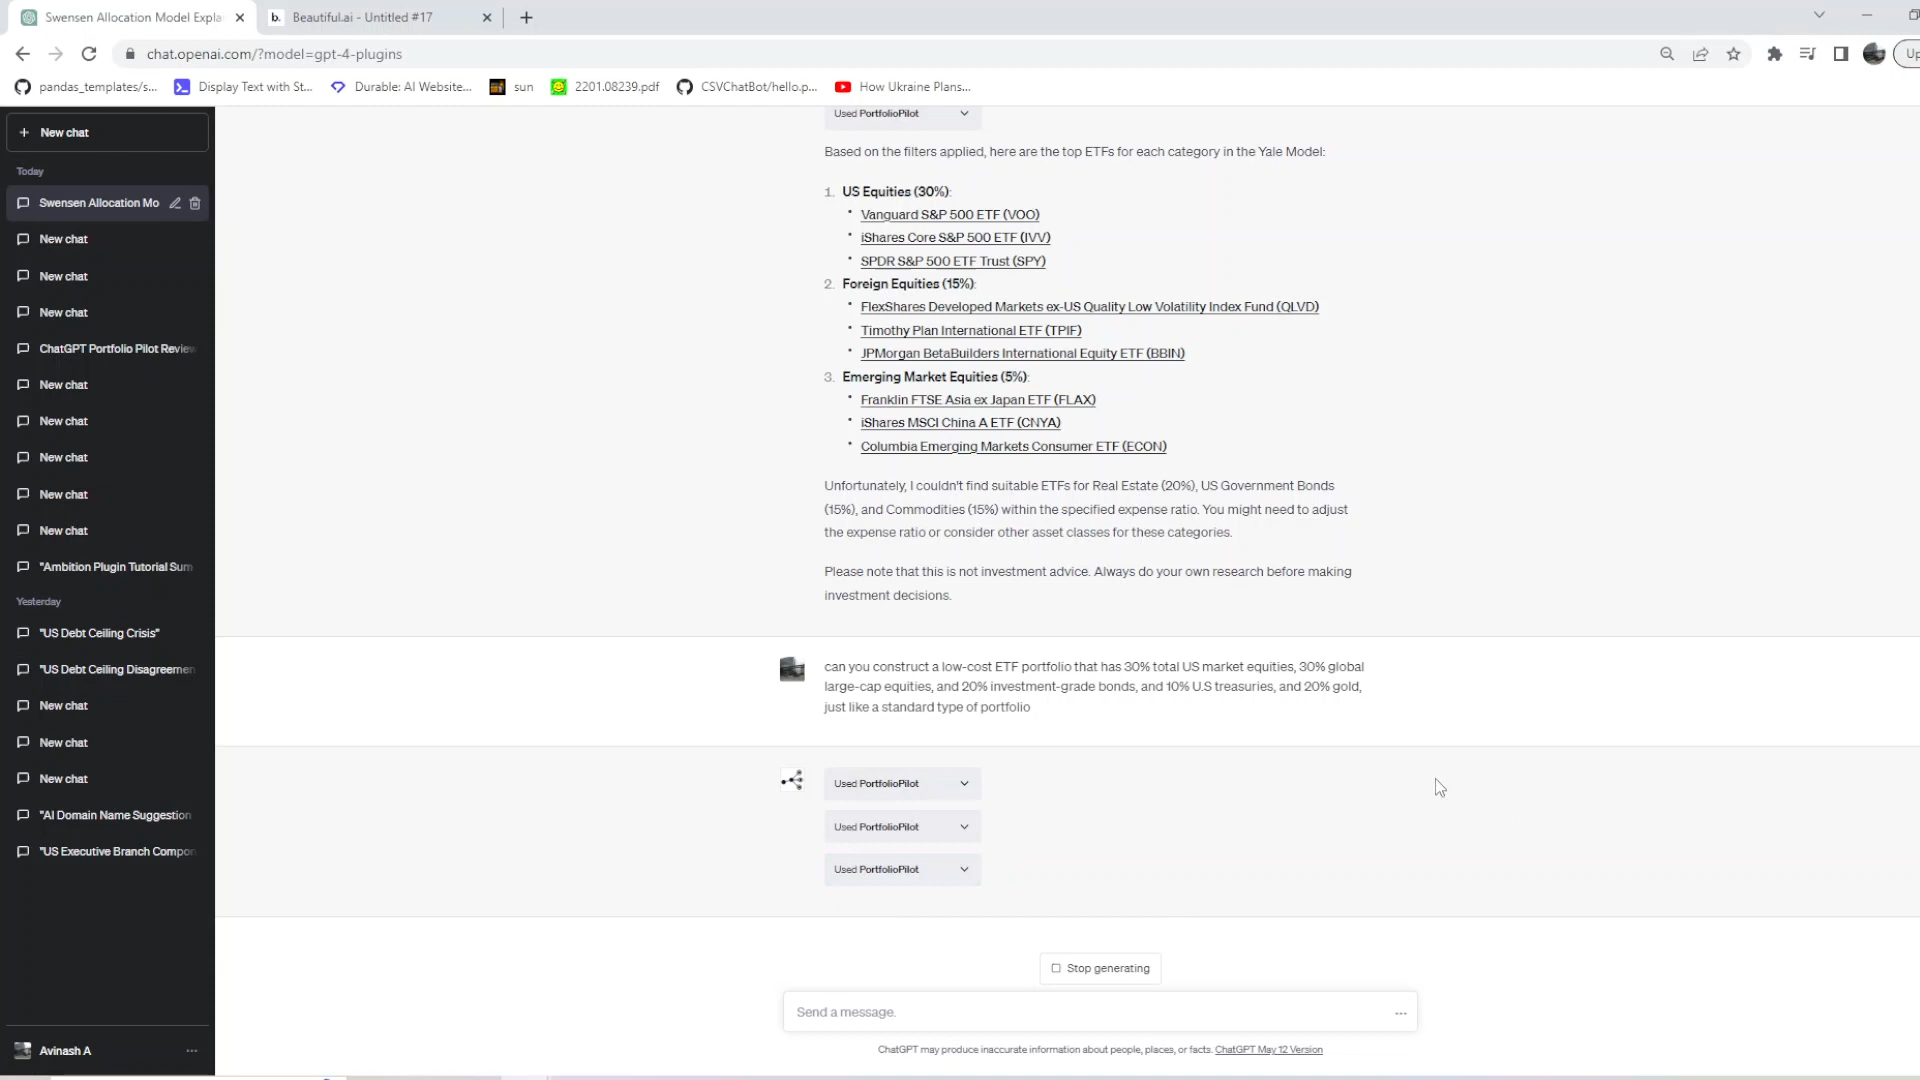 Swensen Allocation Model Expla
Beautiful.ai - Untitled #17
chat.openai.com/?model=gpt-4-plugins
Up
pandas_templates/s...
Display Text with St...
Durable: AI Website...
sun
2201.08239.pdf
CSVChatBot/hello.p...
How Ukraine Plans...
New chat
Today
Swensen Allocation Mo
New chat
New chat
New chat
ChatGPT Portfolio Pilot Review
New chat
New chat
New chat
New chat
New chat
"Ambition Plugin Tutorial Sum
Yesterday
"US Debt Ceiling Crisis"
"US Debt Ceiling Disagreemen
New chat
New chat
New chat
"AI Domain Name Suggestion
"US Executive Branch Compon
Avinash A
Used PortfolioPilot
Based on the filters applied, here are the top ETFs for each category in the Yale Model:
1. US Equities (30%):
• Vanguard S&P 500 ETF (VOO)
• iShares Core S&P 500 ETF (IVV)
• SPDR S&P 500 ETF Trust (SPY)
2. Foreign Equities (15%):
• FlexShares Developed Markets ex-US Quality Low Volatility Index Fund (QLVD)
• Timothy Plan International ETF (TPIF)
• JPMorgan BetaBuilders International Equity ETF (BBIN)
3. Emerging Market Equities (5%):
• Franklin FTSE Asia ex Japan ETF (FLAX)
• iShares MSCI China A ETF (CNYA)
• Columbia Emerging Markets Consumer ETF (ECON)
Unfortunately, I couldn't find suitable ETFs for Real Estate (20%), US Government Bonds
(15%), and Commodities (15%) within the specified expense ratio. You might need to adjust
the expense ratio or consider other asset classes for these categories.
Please note that this is not investment advice. Always do your own research before making
investment decisions.
can you construct a low-cost ETF portfolio that has 30% total US market equities, 30% global
large-cap equities, and 20% investment-grade bonds, and 10% U.S treasuries, and 20% gold,
just like a standard type of portfolio
Used PortfolioPilot
Used PortfolioPilot
Used PortfolioPilot
Stop generating
Send a message.
ChatGPT may produce inaccurate information about people, places, or facts. ChatGPT May 12 Version